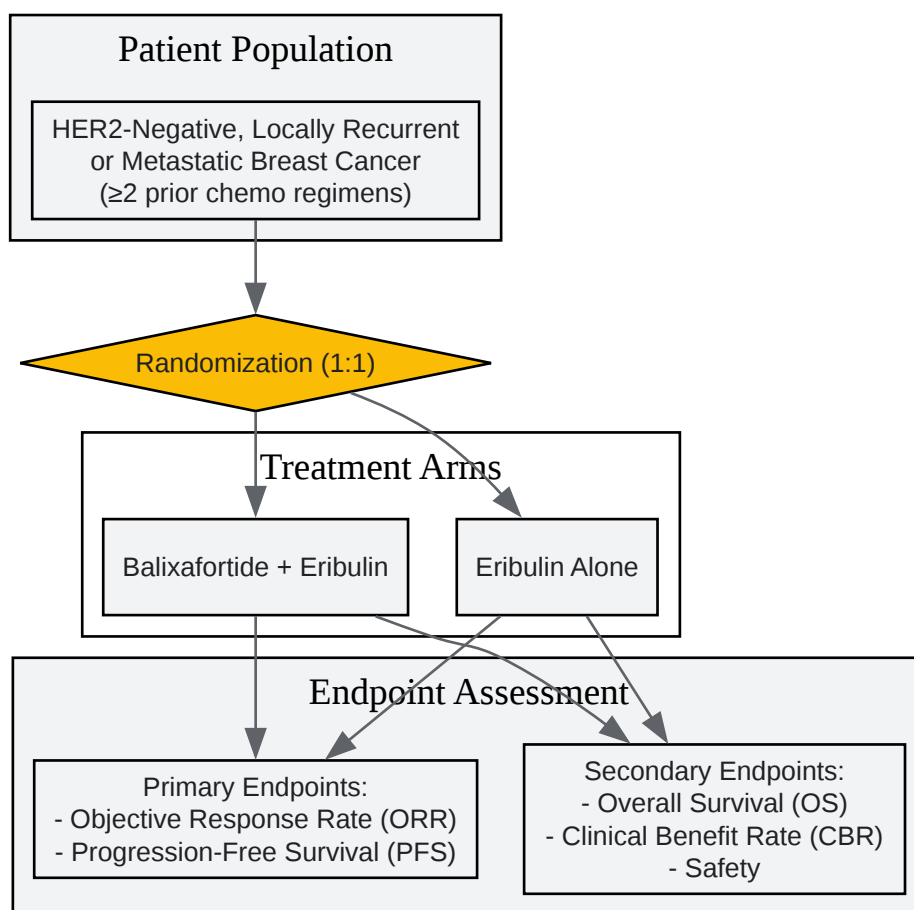 Patient Population
HER2-Negative, Locally Recurrent
or Metastatic Breast Cancer
(≥2 prior chemo regimens)
Randomization (1:1)
Treatment Arms
Balixafortide + Eribulin
Eribulin Alone
Endpoint Assessment
Primary Endpoints:
- Objective Response Rate (ORR)
- Progression-Free Survival (PFS)
Secondary Endpoints:
- Overall Survival (OS)
- Clinical Benefit Rate (CBR)
- Safety